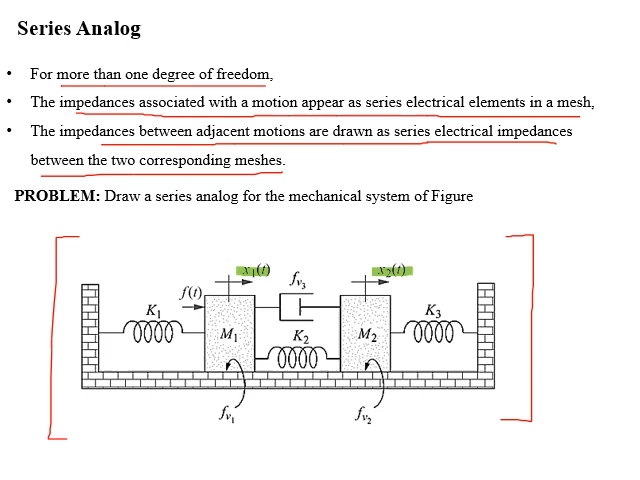 Series Analog
• For more than one degree of freedom,
• The impedances associated with a motion appear as series electrical elements in a mesh,
• The impedances between adjacent motions are drawn as series electrical impedances
between the two corresponding meshes.
PROBLEM: Draw a series analog for the mechanical system of Figure
x₁(t) x₂(t)
fᵥ₃
f(t)
K₁ K₃
M₁ K₂ M₂
fᵥ₁ fᵥ₂